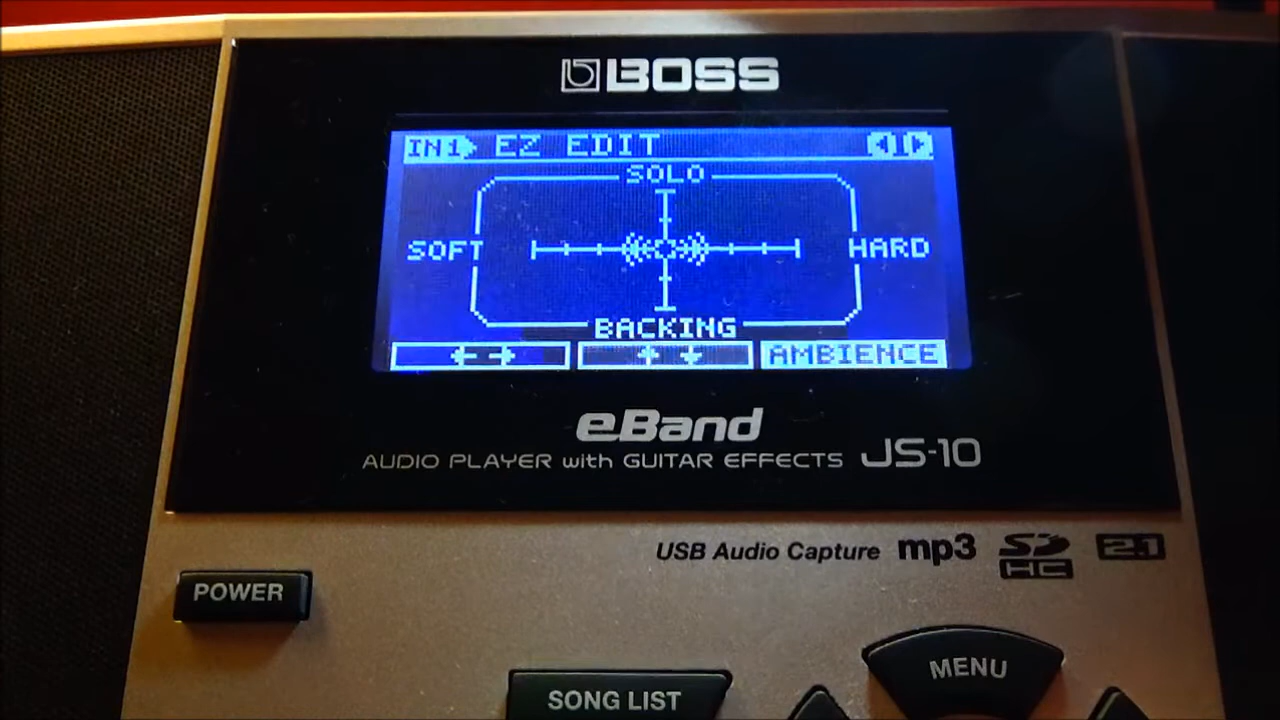 BOSS
IN1 EZ EDIT
SOLO
SOFT HARD
BACKING
AMBIENCE
eBand
AUDIO PLAYER with GUITAR EFFECTS JS-10
USB Audio Capture mp3 SD HC 2.1
POWER
MENU
SONG LIST